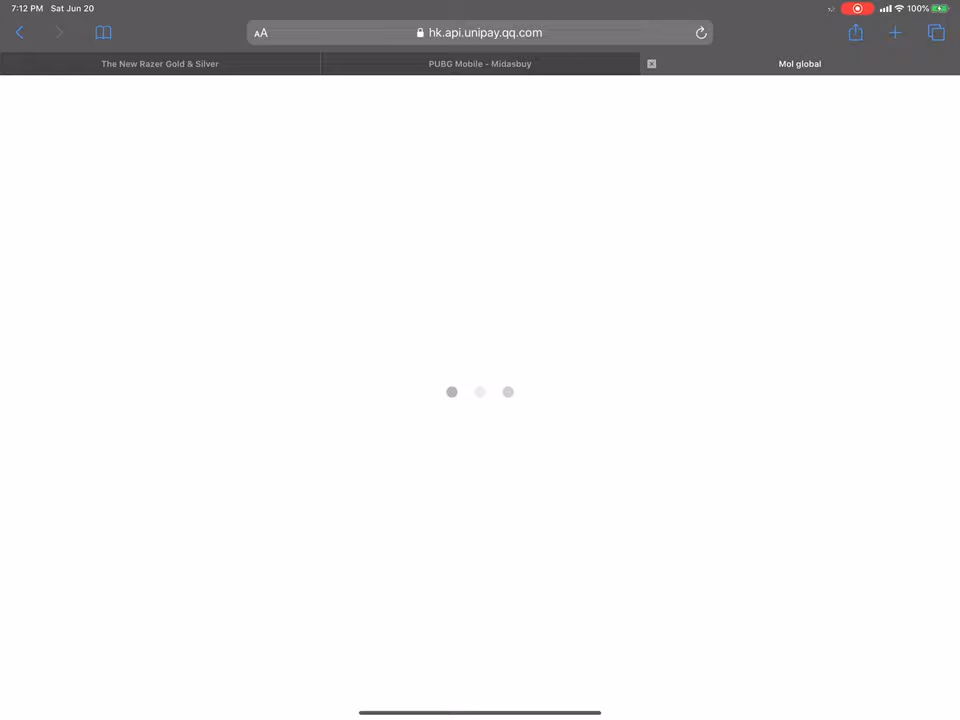 7:12 PM Sat Jun 20
100%
AA
hk.api.unipay.qq.com
The New Razer Gold & Silver
PUBG Mobile - Midasbuy
Mol global